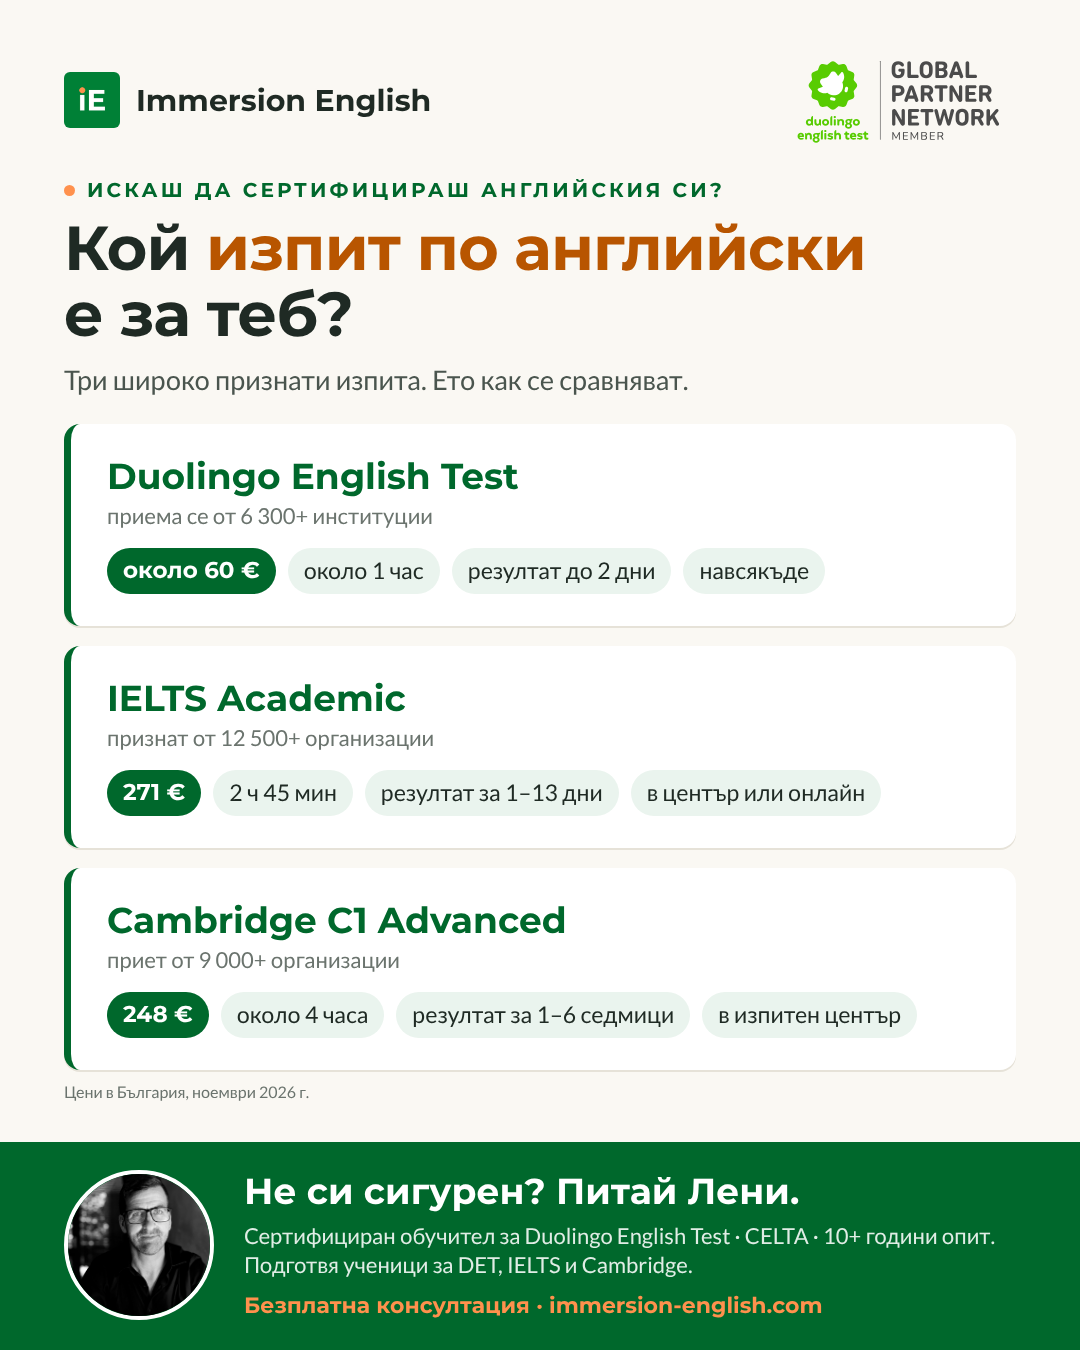 iE
Immersion English
duolingo
english test
GLOBAL
PARTNER
NETWORK
MEMBER
ИСКАШ ДА СЕРТИФИЦИРАШ АНГЛИЙСКИЯ СИ?
Кой изпит по английски
е за теб?
Три широко признати изпита. Ето как се сравняват.
Duolingo English Test
приема се от 6 300+ институции
около 60 €
около 1 час
резултат до 2 дни
навсякъде
IELTS Academic
признат от 12 500+ организации
271 €
2 ч 45 мин
резултат за 1–13 дни
в център или онлайн
Cambridge C1 Advanced
приет от 9 000+ организации
248 €
около 4 часа
резултат за 1–6 седмици
в изпитен център
Цени в България, ноември 2026 г.
Не си сигурен? Питай Лени.
Сертифициран обучител за Duolingo English Test · CELTA · 10+ години опит.
Подготвя ученици за DET, IELTS и Cambridge.
Безплатна консултация · immersion-english.com